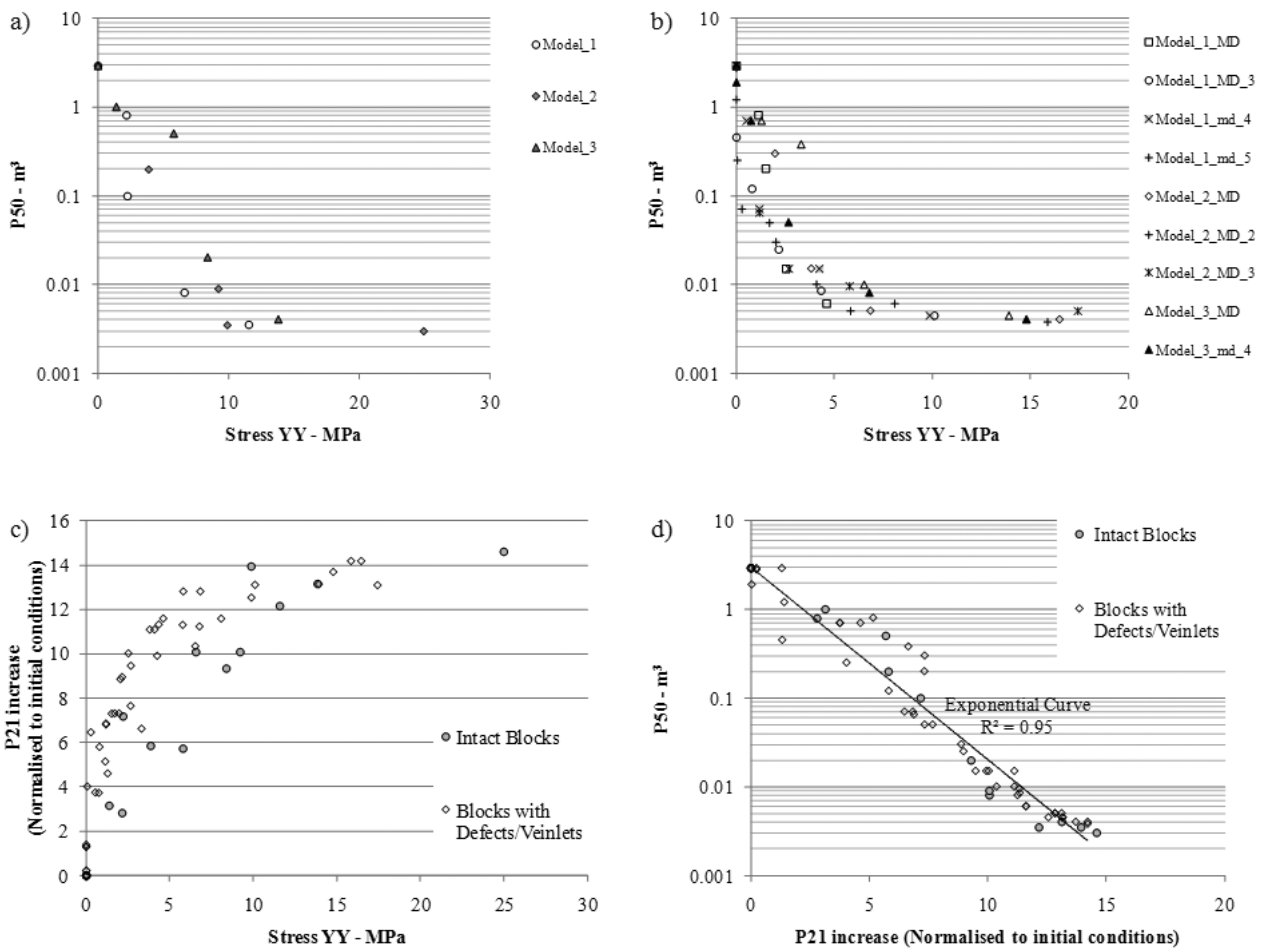 a)
10
1
0.1
0.01
0.001
P50 - m³
0
10
20
30
Stress YY - MPa
Model_1
Model_2
Model_3
b)
10
1
0.1
0.01
0.001
P50 - m³
0
5
10
15
20
Stress YY - MPa
Model_1_MD
Model_1_MD_3
Model_1_md_4
Model_1_md_5
Model_2_MD
Model_2_MD_2
Model_2_MD_3
Model_3_MD
Model_3_md_4
c)
16
14
12
10
8
6
4
2
0
P21 increase
(Normalised to initial conditions)
0
5
10
15
20
25
30
Stress YY - MPa
Intact Blocks
Blocks with
Defects/Veinlets
d)
10
1
0.1
0.01
0.001
P50 - m³
0
5
10
15
20
P21 increase (Normalised to initial conditions)
Intact Blocks
Blocks with
Defects/Veinlets
Exponential Curve
R² = 0.95